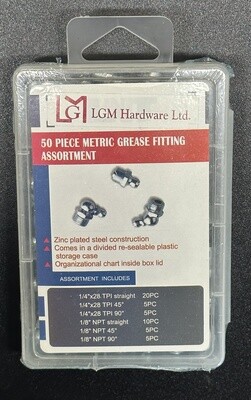 LGM
LGM Hardware Ltd.
50 PIECE METRIC GREASE FITTING
ASSORTMENT
Zinc plated steel construction
Comes in a divided re-sealable plastic
storage case
Organizational chart inside box lid
ASSORTMENT INCLUDES
1/4"x28 TPI straight 20PC
1/4"x28 TPI 45° 5PC
1/4"x28 TPI 90° 5PC
1/8" NPT straight 10PC
1/8" NPT 45° 5PC
1/8" NPT 90° 5PC